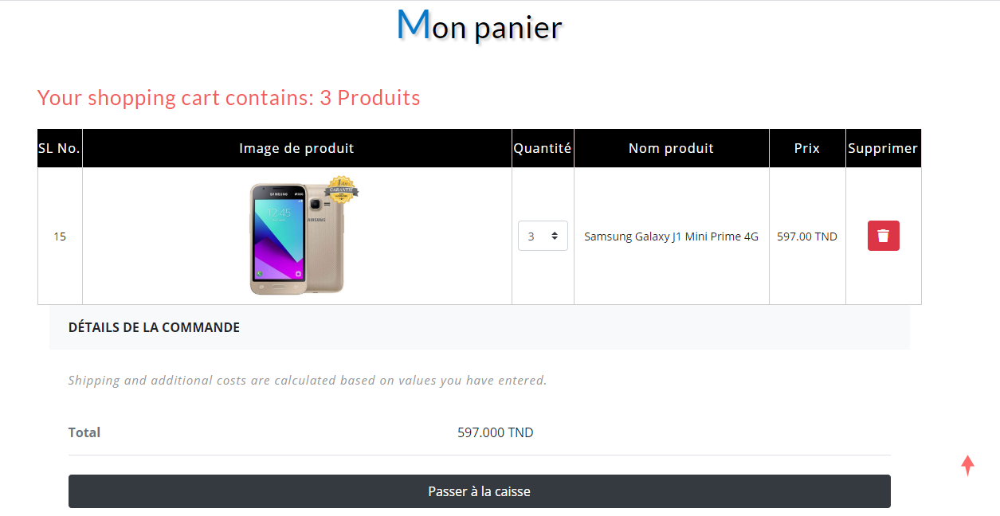 Mon panier
Your shopping cart contains: 3 Produits
SL No. Image de produit Quantité Nom produit Prix Supprimer
1 AN
GARANTIE
SAMSUNG
12:45
SAMSUNG
15 3 Samsung Galaxy J1 Mini Prime 4G 597.00 TND
DÉTAILS DE LA COMMANDE
Shipping and additional costs are calculated based on values you have entered.
Total 597.000 TND
Passer à la caisse